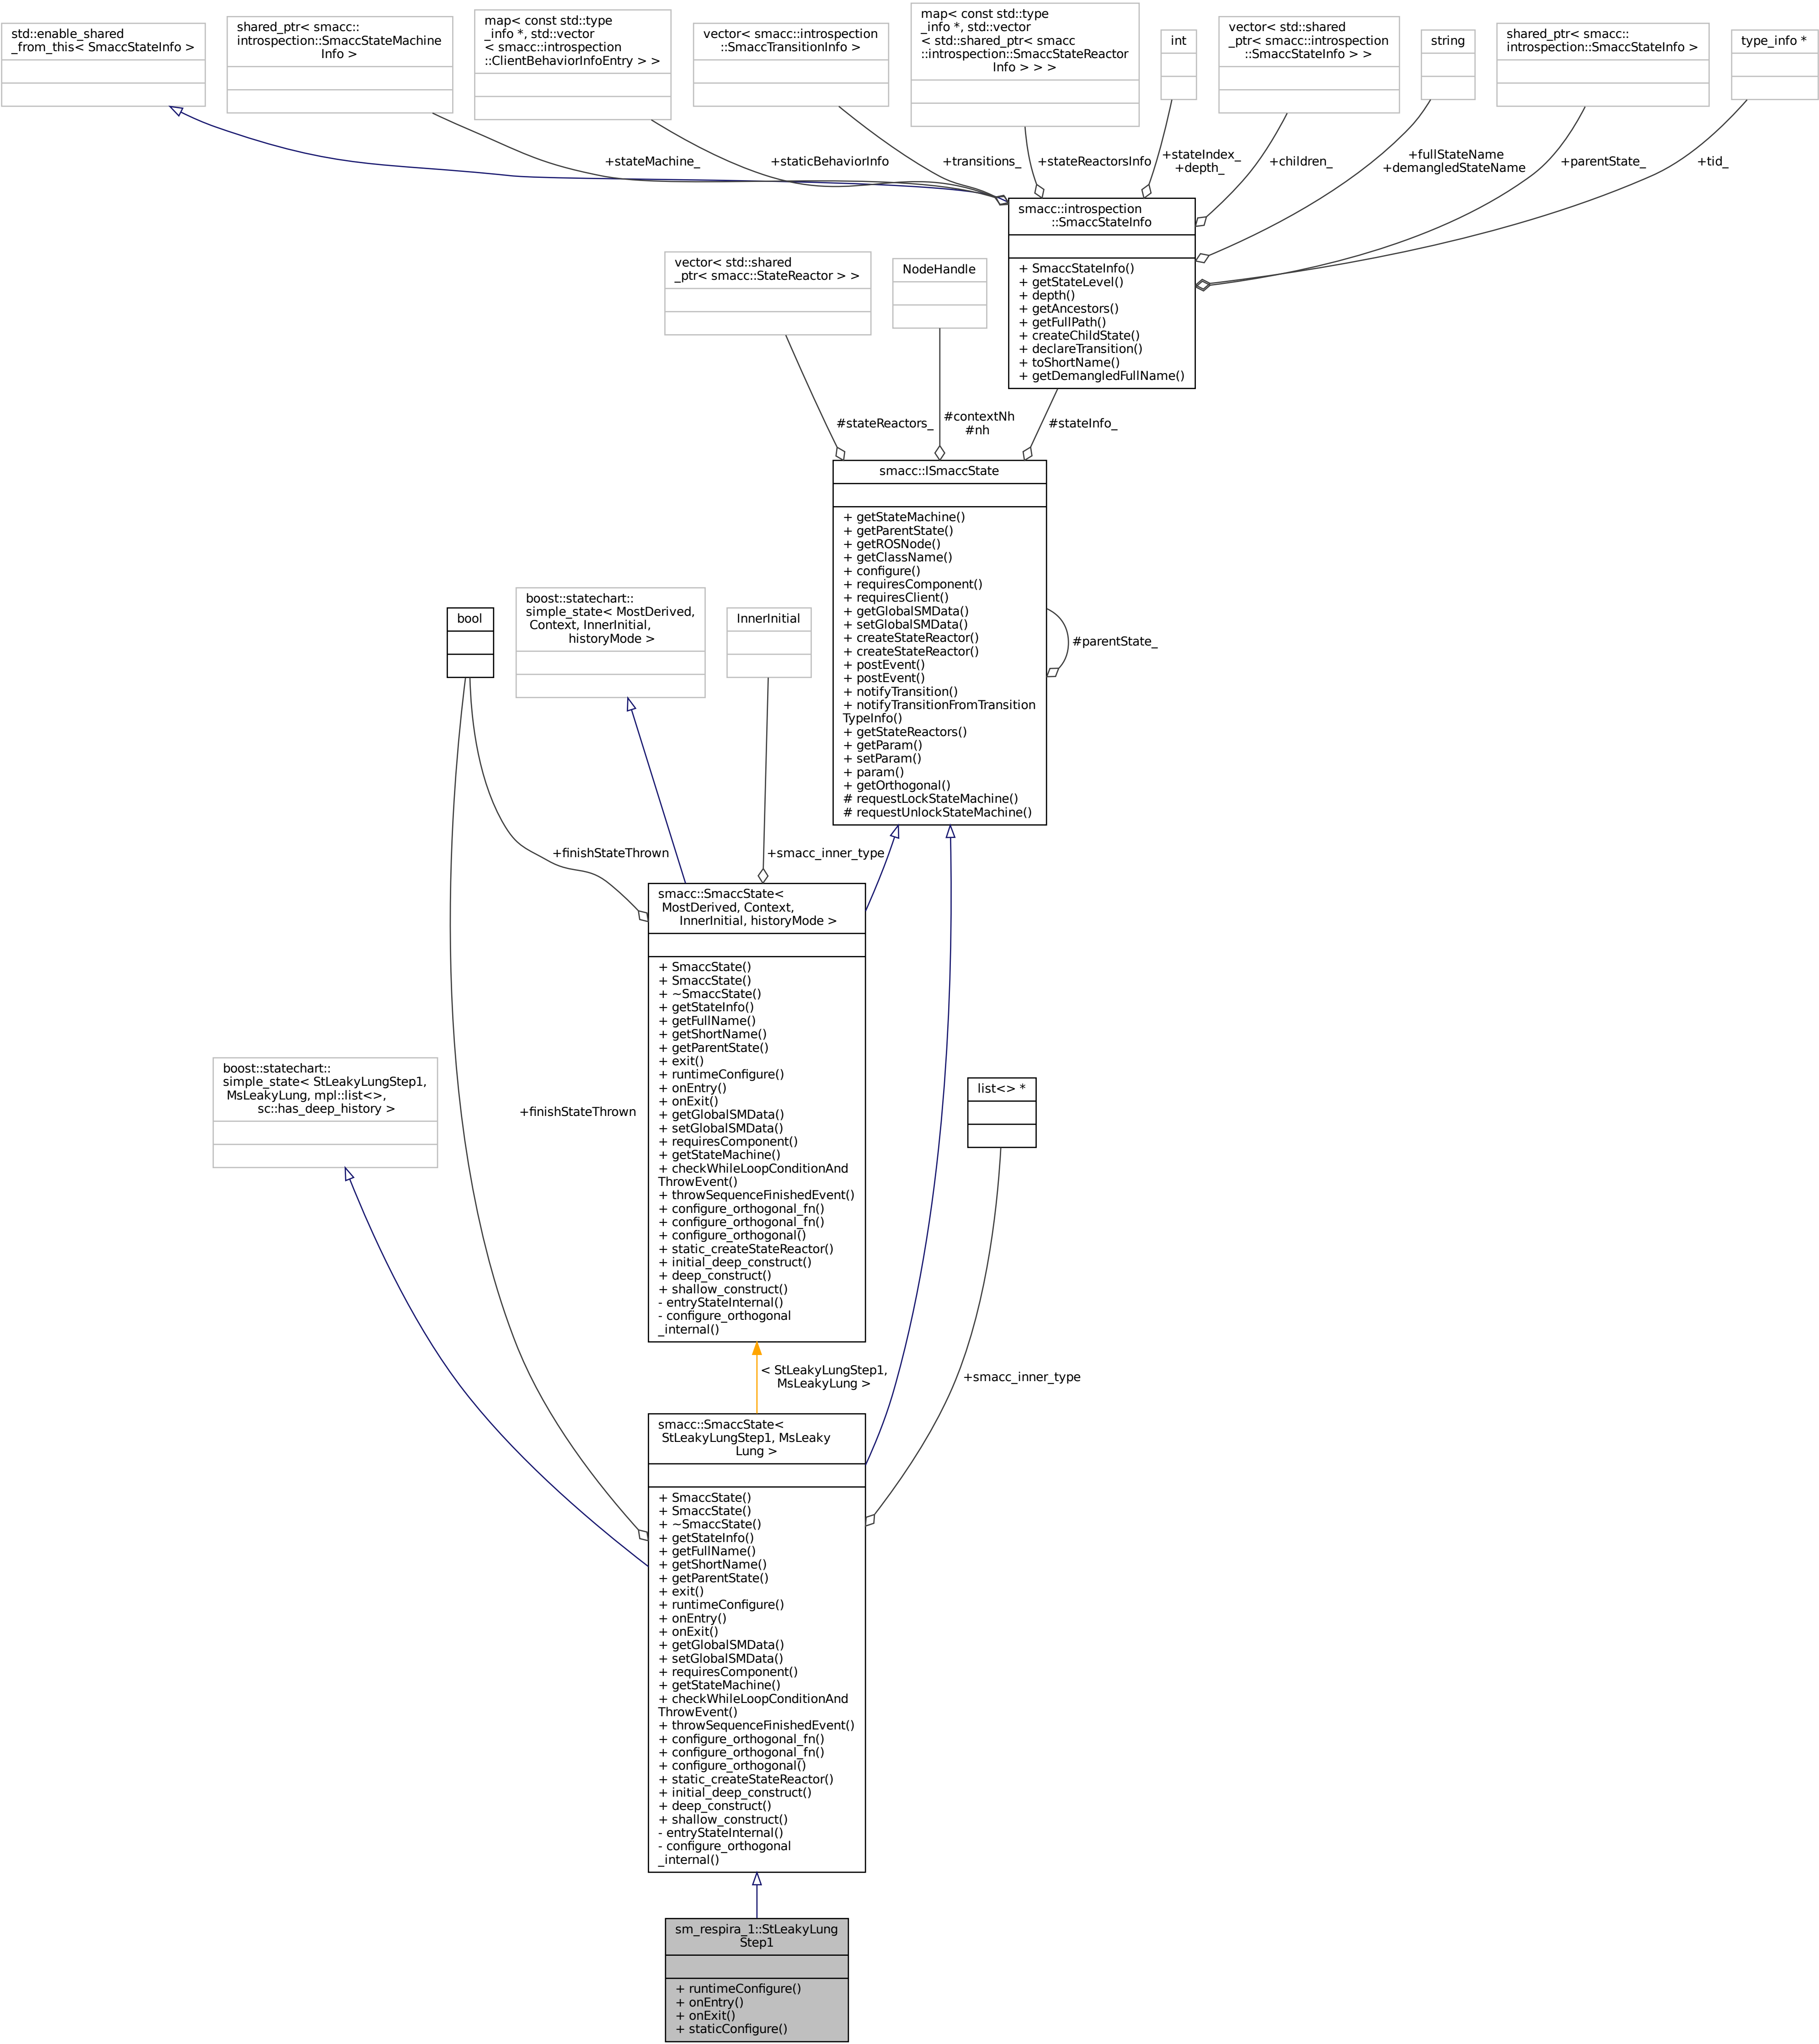 std::enable_shared
_from_this< SmaccStateInfo >
shared_ptr< smacc::
introspection::SmaccStateMachine
Info >
map< const std::type
_info *, std::vector
< smacc::introspection
::ClientBehaviorInfoEntry > >
vector< smacc::introspection
::SmaccTransitionInfo >
map< const std::type
_info *, std::vector
< std::shared_ptr< smacc
::introspection::SmaccStateReactor
Info > > >
int
vector< std::shared
_ptr< smacc::introspection
::SmaccStateInfo > >
string
shared_ptr< smacc::
introspection::SmaccStateInfo >
type_info *
+stateMachine_
+staticBehaviorInfo
+transitions_
+stateReactorsInfo
+stateIndex_
+depth_
+children_
+fullStateName
+demangledStateName
+parentState_
+tid_
smacc::introspection
::SmaccStateInfo
+ SmaccStateInfo()
+ getStateLevel()
+ depth()
+ getAncestors()
+ getFullPath()
+ createChildState()
+ declareTransition()
+ toShortName()
+ getDemangledFullName()
vector< std::shared
_ptr< smacc::StateReactor > >
NodeHandle
#stateReactors_
#contextNh
#nh
#stateInfo_
smacc::ISmaccState
+ getStateMachine()
+ getParentState()
+ getROSNode()
+ getClassName()
+ configure()
+ requiresComponent()
+ requiresClient()
+ getGlobalSMData()
+ setGlobalSMData()
+ createStateReactor()
+ createStateReactor()
+ postEvent()
+ postEvent()
+ notifyTransition()
+ notifyTransitionFromTransition
TypeInfo()
+ getStateReactors()
+ getParam()
+ setParam()
+ param()
+ getOrthogonal()
# requestLockStateMachine()
# requestUnlockStateMachine()
#parentState_
bool
boost::statechart::
simple_state< MostDerived,
Context, InnerInitial,
historyMode >
InnerInitial
+finishStateThrown
+smacc_inner_type
smacc::SmaccState<
MostDerived, Context,
InnerInitial, historyMode >
+ SmaccState()
+ SmaccState()
+ ~SmaccState()
+ getStateInfo()
+ getFullName()
+ getShortName()
+ getParentState()
+ exit()
+ runtimeConfigure()
+ onEntry()
+ onExit()
+ getGlobalSMData()
+ setGlobalSMData()
+ requiresComponent()
+ getStateMachine()
+ checkWhileLoopConditionAnd
ThrowEvent()
+ throwSequenceFinishedEvent()
+ configure_orthogonal_fn()
+ configure_orthogonal_fn()
+ configure_orthogonal()
+ static_createStateReactor()
+ initial_deep_construct()
+ deep_construct()
+ shallow_construct()
- entryStateInternal()
- configure_orthogonal
_internal()
boost::statechart::
simple_state< StLeakyLungStep1,
MsLeakyLung, mpl::list<>,
sc::has_deep_history >
+finishStateThrown
list<> *
< StLeakyLungStep1,
MsLeakyLung >
+smacc_inner_type
smacc::SmaccState<
StLeakyLungStep1, MsLeaky
Lung >
+ SmaccState()
+ SmaccState()
+ ~SmaccState()
+ getStateInfo()
+ getFullName()
+ getShortName()
+ getParentState()
+ exit()
+ runtimeConfigure()
+ onEntry()
+ onExit()
+ getGlobalSMData()
+ setGlobalSMData()
+ requiresComponent()
+ getStateMachine()
+ checkWhileLoopConditionAnd
ThrowEvent()
+ throwSequenceFinishedEvent()
+ configure_orthogonal_fn()
+ configure_orthogonal_fn()
+ configure_orthogonal()
+ static_createStateReactor()
+ initial_deep_construct()
+ deep_construct()
+ shallow_construct()
- entryStateInternal()
- configure_orthogonal
_internal()
sm_respira_1::StLeakyLung
Step1
+ runtimeConfigure()
+ onEntry()
+ onExit()
+ staticConfigure()